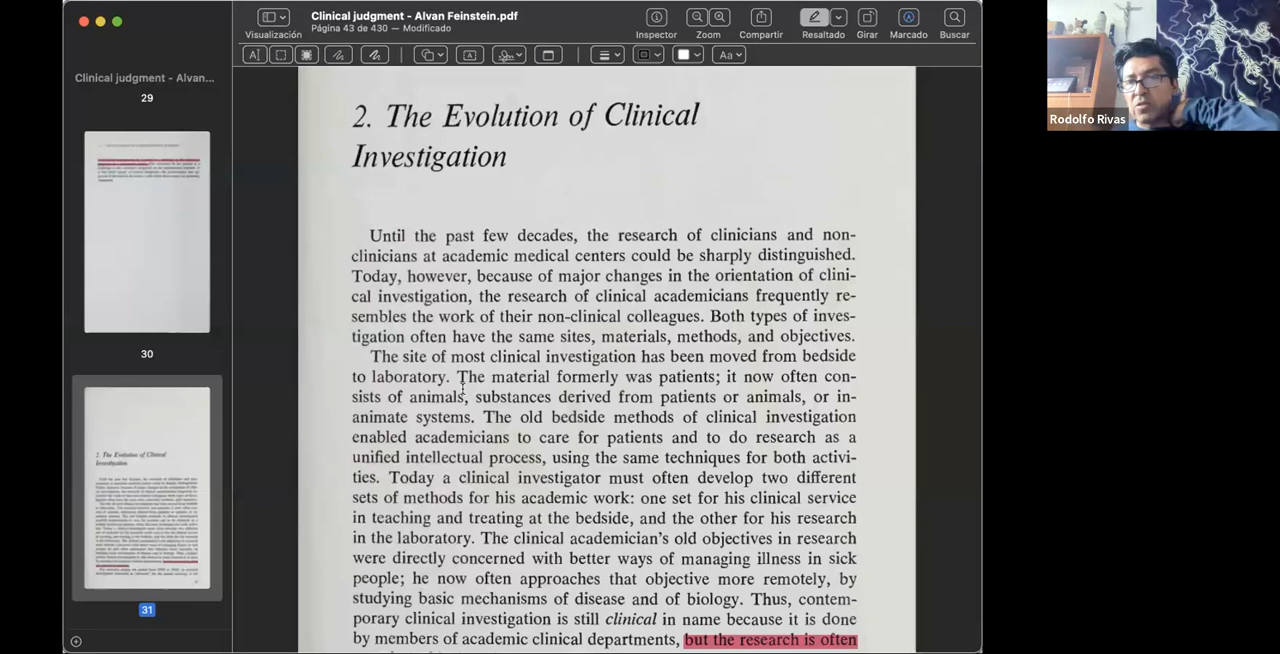 Clinical judgment - Alvan Feinstein.pdf
Página 43 de 430 — Modificado
Visualización
Inspector
Zoom
Compartir
Resaltado
Girar
Marcado
Buscar
Aa
Clinical judgment - Alvan...
29
30
2. The Evolution of Clinical
Investigation
31
Rodolfo Rivas
2. The Evolution of Clinical
Investigation
Until the past few decades, the research of clinicians and non-
clinicians at academic medical centers could be sharply distinguished.
Today, however, because of major changes in the orientation of clini-
cal investigation, the research of clinical academicians frequently re-
sembles the work of their non-clinical colleagues. Both types of inves-
tigation often have the same sites, materials, methods, and objectives.
The site of most clinical investigation has been moved from bedside
to laboratory. The material formerly was patients; it now often con-
sists of animals, substances derived from patients or animals, or in-
animate systems. The old bedside methods of clinical investigation
enabled academicians to care for patients and to do research as a
unified intellectual process, using the same techniques for both activi-
ties. Today a clinical investigator must often develop two different
sets of methods for his academic work: one set for his clinical service
in teaching and treating at the bedside, and the other for his research
in the laboratory. The clinical academician's old objectives in research
were directly concerned with better ways of managing illness in sick
people; he now often approaches that objective more remotely, by
studying basic mechanisms of disease and of biology. Thus, contem-
porary clinical investigation is still clinical in name because it is done
by members of academic clinical departments, but the research is often